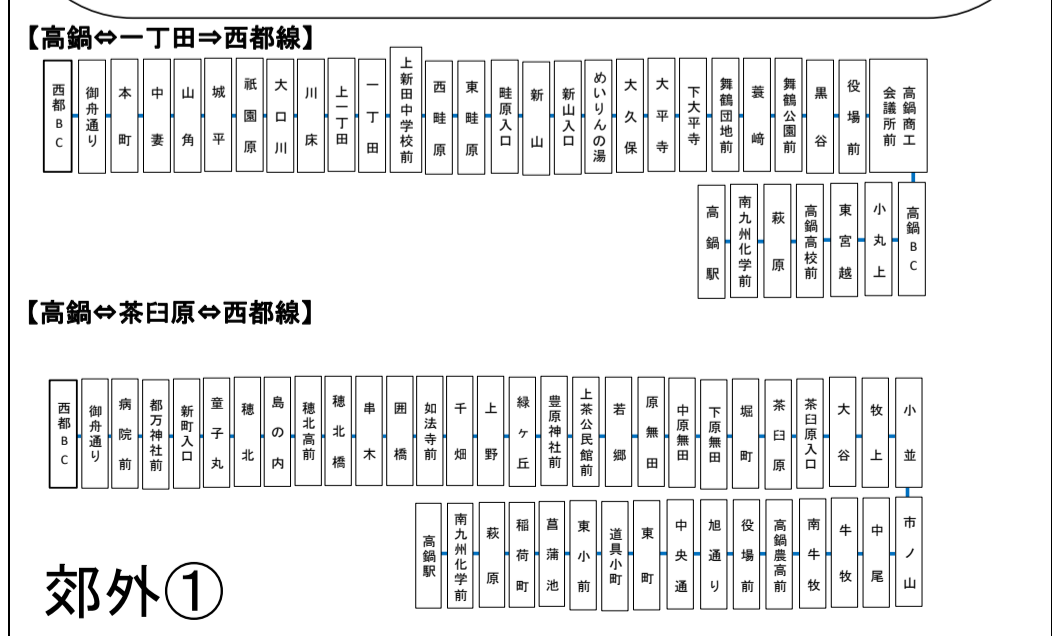 【高鍋⇔一丁田⇒西都線】
西都BC
御舟通り
本町
中妻
山角
城平
祇園原
大口川
川床
上一丁田
一丁田
上新田中学校前
西畦原
東畦原
畦原入口
新山
新山入口
めいりんの湯
大久保
大平寺
下大平寺
舞鶴団地前
蓑﨑
舞鶴公園前
黒谷
役場前
高鍋商工
会議所前
高鍋駅
南九州化学前
萩原
高鍋高校前
東宮越
小丸上
高鍋BC
【高鍋⇔茶臼原⇔西都線】
西都BC
御舟通り
病院前
都万神社前
新町入口
童子丸
穂北
島の内
穂北高前
穂北橋
串木
囲橋
如法寺前
千畑
上野
緑ヶ丘
豊原神社前
上茶公民館前
若郷
原無田
中原無田
下原無田
堀町
茶臼原
茶臼原入口
大谷
牧上
小並
高鍋駅
南九州化学前
萩原
稲荷町
菖蒲池
東小前
道具小町
東町
中央通
旭通り
役場前
高鍋農高前
南牛牧
牛牧
中尾
市ノ山
郊外①